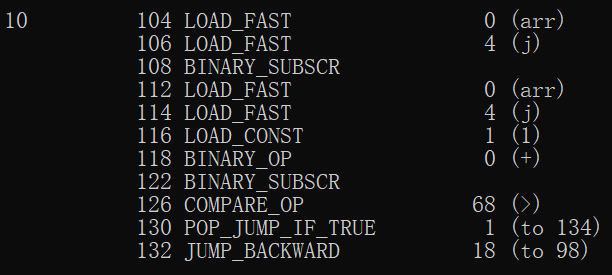 10 104 LOAD_FAST 0 (arr)
106 LOAD_FAST 4 (j)
108 BINARY_SUBSCR
112 LOAD_FAST 0 (arr)
114 LOAD_FAST 4 (j)
116 LOAD_CONST 1 (1)
118 BINARY_OP 0 (+)
122 BINARY_SUBSCR
126 COMPARE_OP 68 (>)
130 POP_JUMP_IF_TRUE 1 (to 134)
132 JUMP_BACKWARD 18 (to 98)